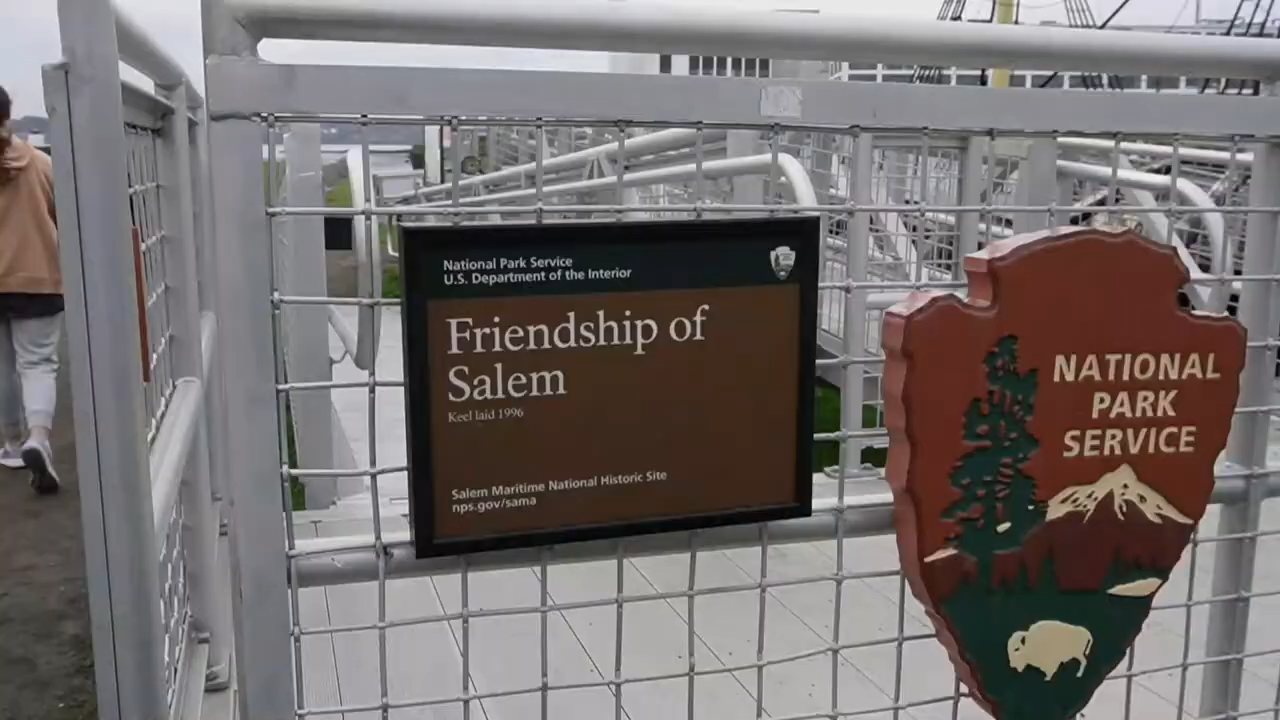 National Park Service
U.S. Department of the Interior
Friendship of
Salem
Keel laid 1996
Salem Maritime National Historic Site
nps.gov/sama
NATIONAL
PARK
SERVICE